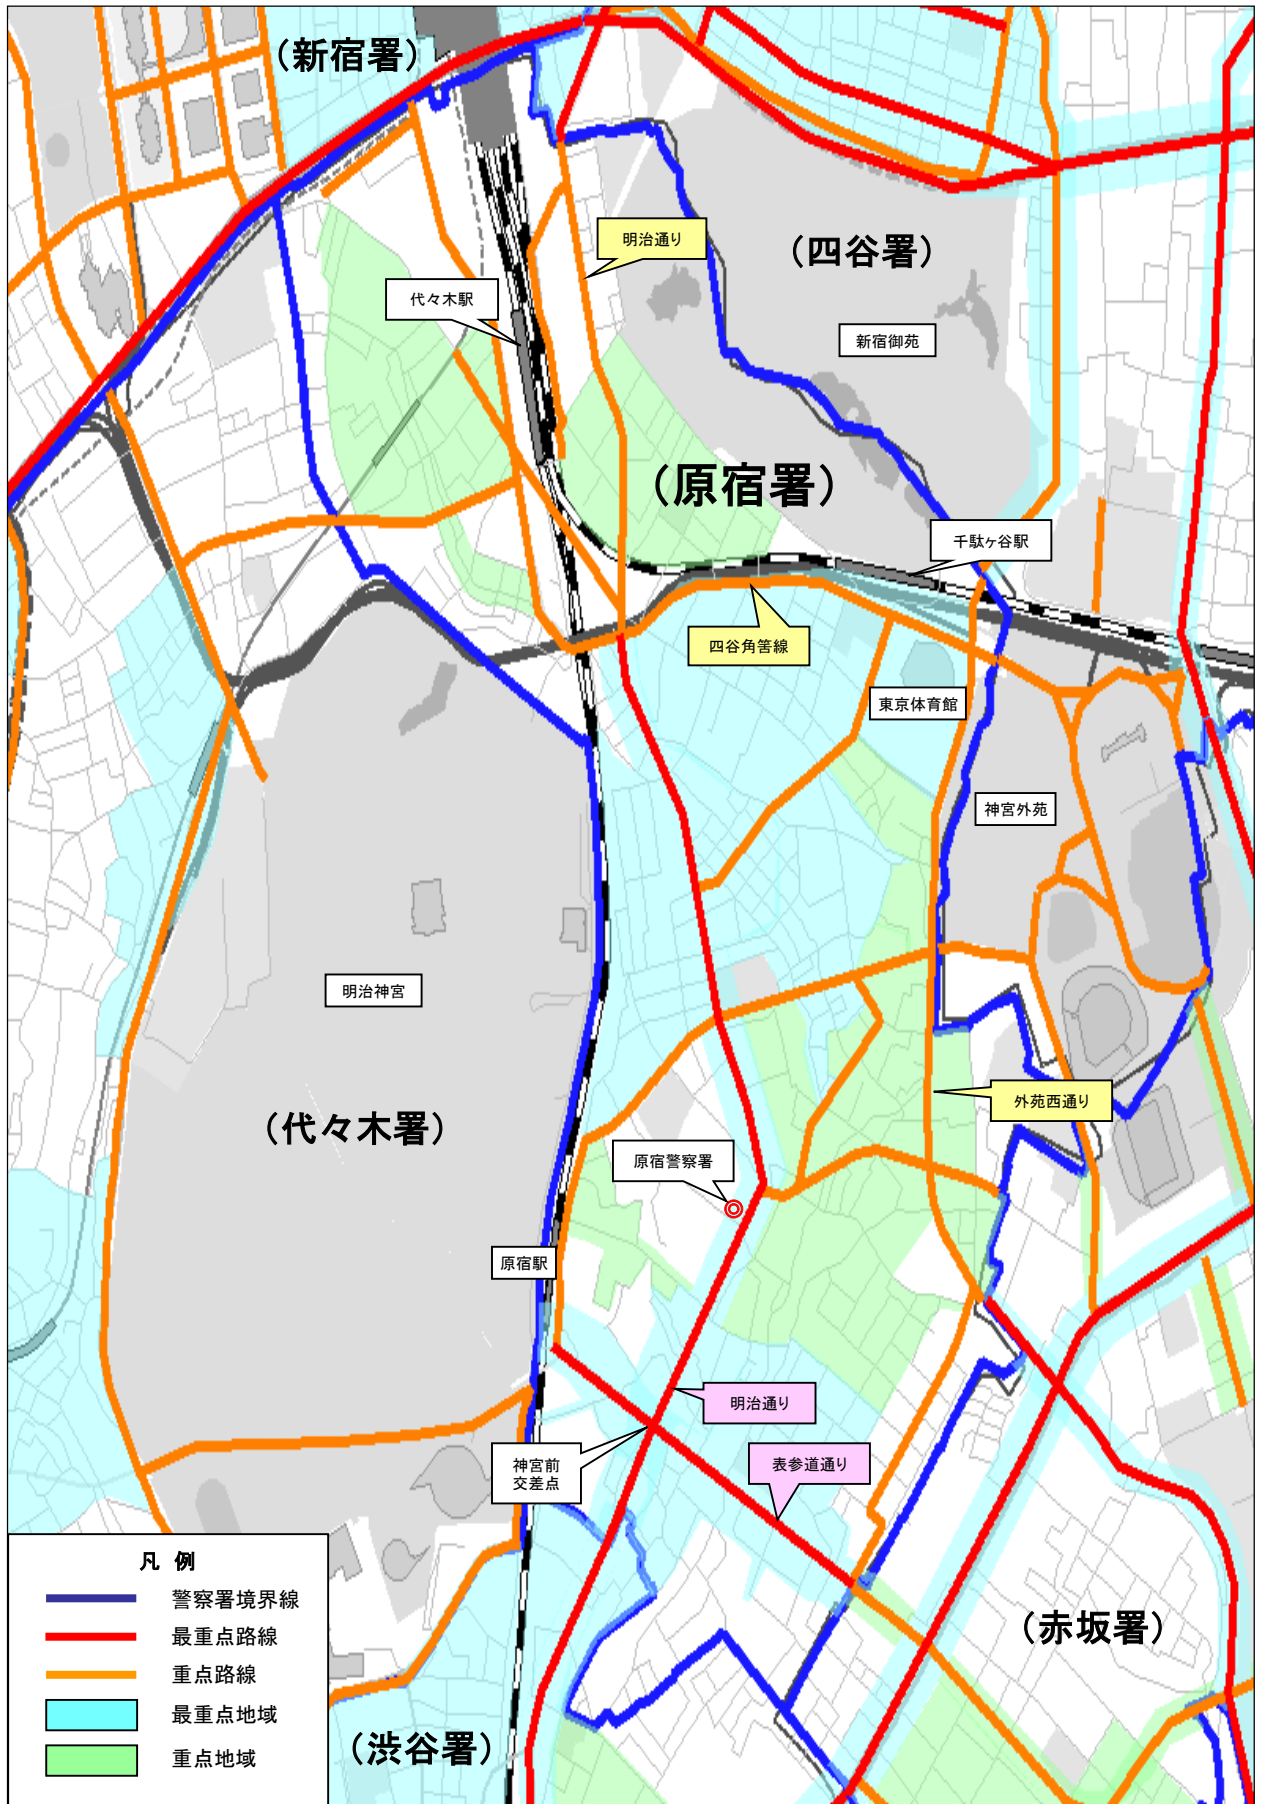 (新宿署)
明治通り
(四谷署)
代々木駅
新宿御苑
(原宿署)
千駄ヶ谷駅
四谷角筈線
東京体育館
神宮外苑
明治神宮
外苑西通り
(代々木署)
原宿警察署
原宿駅
明治通り
神宮前
交差点
表参道通り
凡 例
警察署境界線
最重点路線
重点路線
最重点地域
重点地域
(赤坂署)
(渋谷署)